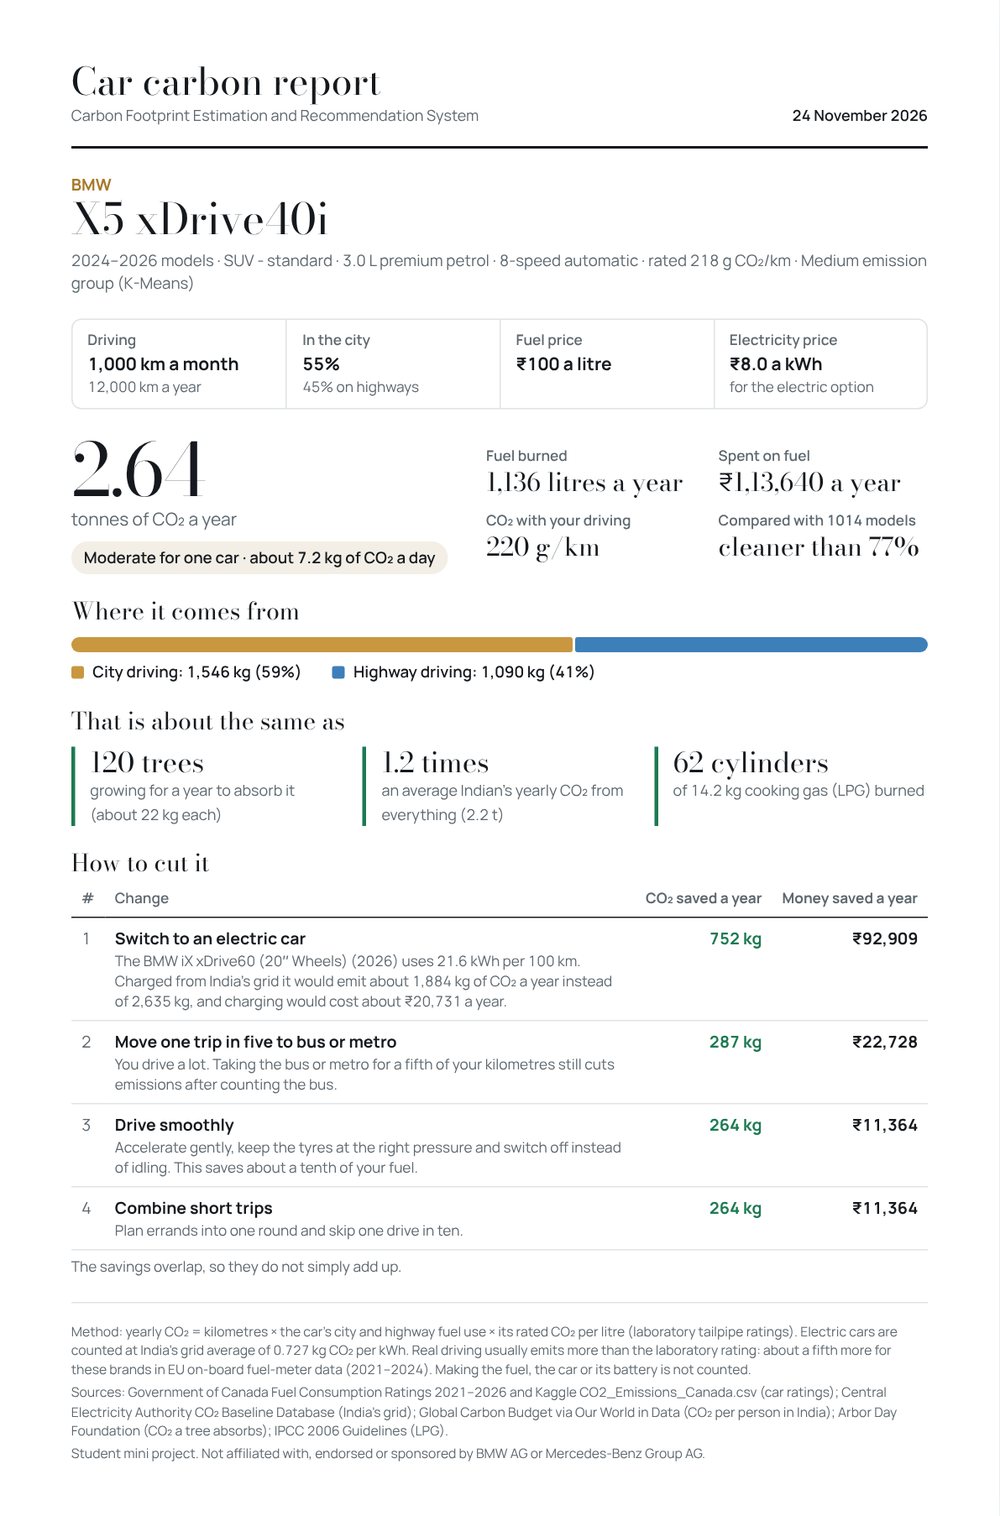 Car carbon report
Carbon Footprint Estimation and Recommendation System
24 November 2026
BMW
X5 xDrive40i
2024–2026 models · SUV - standard · 3.0 L premium petrol · 8-speed automatic · rated 218 g CO₂/km · Medium emission
group (K-Means)
Driving
1,000 km a month
12,000 km a year
In the city
55%
45% on highways
Fuel price
₹100 a litre
Electricity price
₹8.0 a kWh
for the electric option
2.64
tonnes of CO₂ a year
Moderate for one car · about 7.2 kg of CO₂ a day
Fuel burned
1,136 litres a year
Spent on fuel
₹1,13,640 a year
CO₂ with your driving
220 g/km
Compared with 1014 models
cleaner than 77%
Where it comes from
City driving: 1,546 kg (59%)
Highway driving: 1,090 kg (41%)
That is about the same as
120 trees
growing for a year to absorb it
(about 22 kg each)
1.2 times
an average Indian's yearly CO₂ from
everything (2.2 t)
62 cylinders
of 14.2 kg cooking gas (LPG) burned
How to cut it
# Change CO₂ saved a year Money saved a year
1 Switch to an electric car 752 kg ₹92,909
The BMW iX xDrive60 (20″ Wheels) (2026) uses 21.6 kWh per 100 km.
Charged from India's grid it would emit about 1,884 kg of CO₂ a year instead
of 2,635 kg, and charging would cost about ₹20,731 a year.
2 Move one trip in five to bus or metro 287 kg ₹22,728
You drive a lot. Taking the bus or metro for a fifth of your kilometres still cuts
emissions after counting the bus.
3 Drive smoothly 264 kg ₹11,364
Accelerate gently, keep the tyres at the right pressure and switch off instead
of idling. This saves about a tenth of your fuel.
4 Combine short trips 264 kg ₹11,364
Plan errands into one round and skip one drive in ten.
The savings overlap, so they do not simply add up.
Method: yearly CO₂ = kilometres × the car's city and highway fuel use × its rated CO₂ per litre (laboratory tailpipe ratings). Electric cars are
counted at India's grid average of 0.727 kg CO₂ per kWh. Real driving usually emits more than the laboratory rating: about a fifth more for
these brands in EU on-board fuel-meter data (2021–2024). Making the fuel, the car or its battery is not counted.
Sources: Government of Canada Fuel Consumption Ratings 2021–2026 and Kaggle CO2_Emissions_Canada.csv (car ratings); Central
Electricity Authority CO₂ Baseline Database (India's grid); Global Carbon Budget via Our World in Data (CO₂ per person in India); Arbor Day
Foundation (CO₂ a tree absorbs); IPCC 2006 Guidelines (LPG).
Student mini project. Not affiliated with, endorsed or sponsored by BMW AG or Mercedes-Benz Group AG.